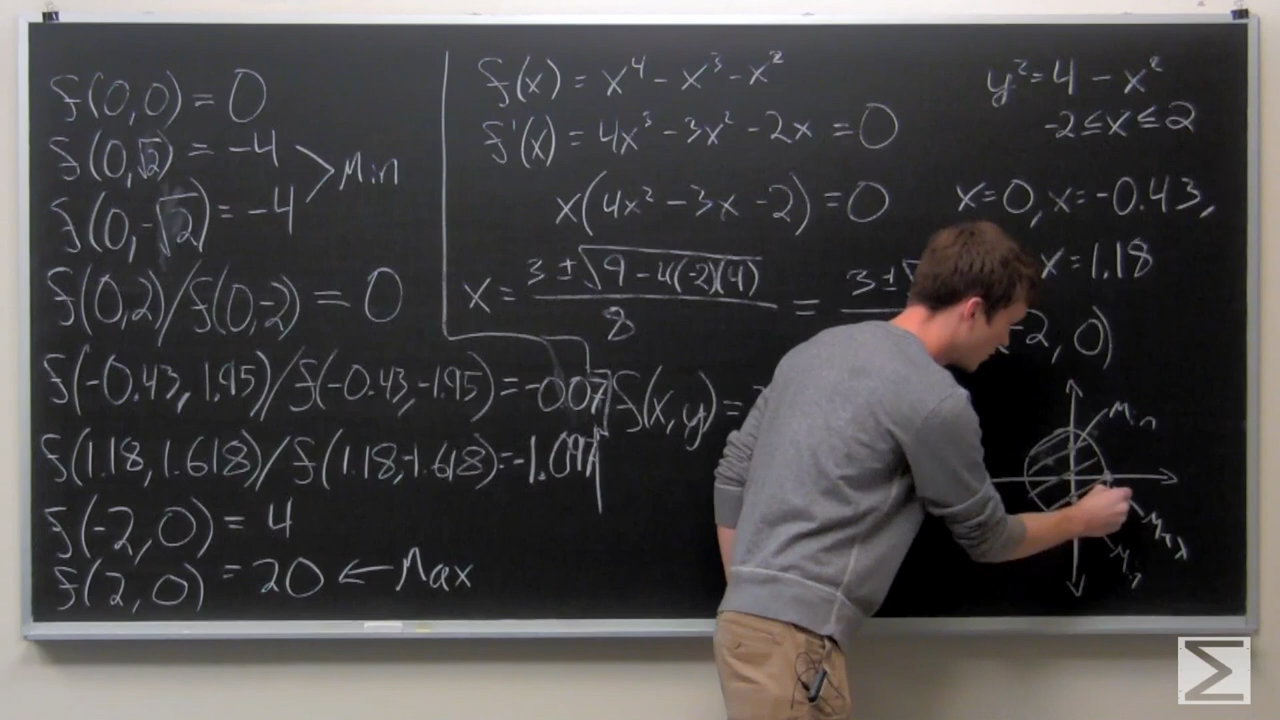 f(0,0) = 0
f(0,√2) = -4
f(0,-√2) = -4
Min
f(0,2)/f(0,-2) = 0
f(-0.43, 1.95)/f(-0.43,-1.95) = -0.07
f(1.18,1.618)/f(1.18,-1.618) = -1.097
f(-2,0) = 4
f(2,0) = 20 ← Max
f(x) = x⁴ - x³ - x²
f'(x) = 4x³ - 3x² - 2x = 0
x(4x² - 3x - 2) = 0
x = 3 ± √9 - 4(-2)(4) / 8 = 3 ± √
f(x,y) =
y² = 4 - x²
-2 ≤ x ≤ 2
x=0, x=-0.43,
x=1.18
-2, 0)
Min
Max
Σ